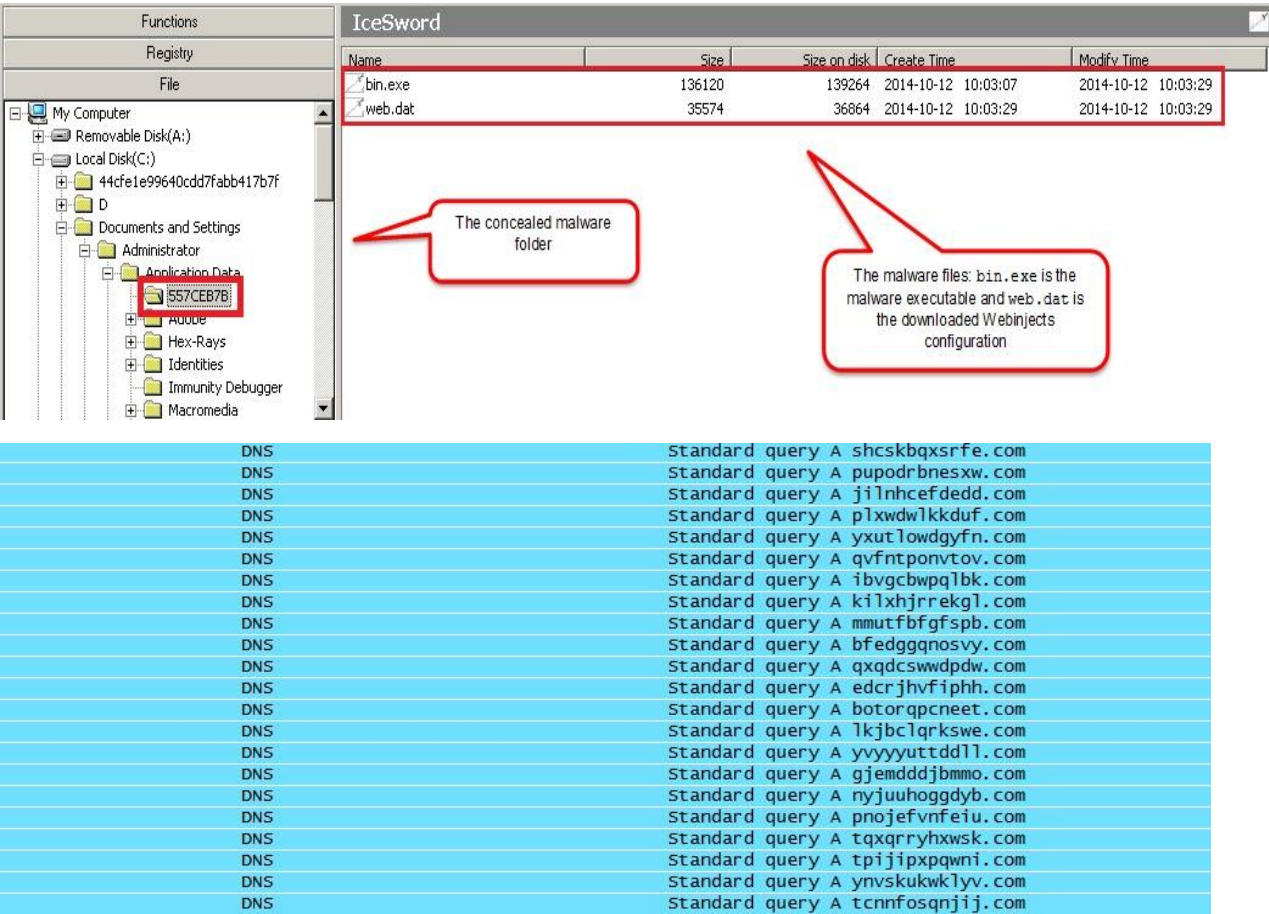 Functions
Registry
File
My Computer
Removable Disk(A:)
Local Disk(C:)
44cfe1e99640cdd7fabb417b7f
D
Documents and Settings
Administrator
Application Data
557CEB7B
Adobe
Hex-Rays
Identities
Immunity Debugger
Macromedia
IceSword
Name Size Size on disk Create Time Modify Time
bin.exe 136120 139264 2014-10-12 10:03:07 2014-10-12 10:03:29
web.dat 35574 36864 2014-10-12 10:03:29 2014-10-12 10:03:29
The concealed malware
folder
The malware files: bin.exe is the
malware executable and web.dat is
the downloaded Webinjects
configuration
DNS Standard query A shcskbqxsrfe.com
DNS Standard query A pupodrbnesxw.com
DNS Standard query A jilnhcefdedd.com
DNS Standard query A plxwdwlkkduf.com
DNS Standard query A yxutlowdgyfn.com
DNS Standard query A qvfntponvtov.com
DNS Standard query A ibvgcbwpqlbk.com
DNS Standard query A kilxhjrrekgl.com
DNS Standard query A mmutfbfgfspb.com
DNS Standard query A bfedggqnosvy.com
DNS Standard query A qxqdcswwdpdw.com
DNS Standard query A edcrjhvfiphh.com
DNS Standard query A botorqpcneet.com
DNS Standard query A lkjbclqrkswe.com
DNS Standard query A yvyyyuttddll.com
DNS Standard query A gjemdddjbmmo.com
DNS Standard query A nyjuuhoggdyb.com
DNS Standard query A pnojefvnfeiu.com
DNS Standard query A tqxqrryhxwsk.com
DNS Standard query A tpijipxpqwni.com
DNS Standard query A ynvskukwklyv.com
DNS Standard query A tcnnfosqnjij.com